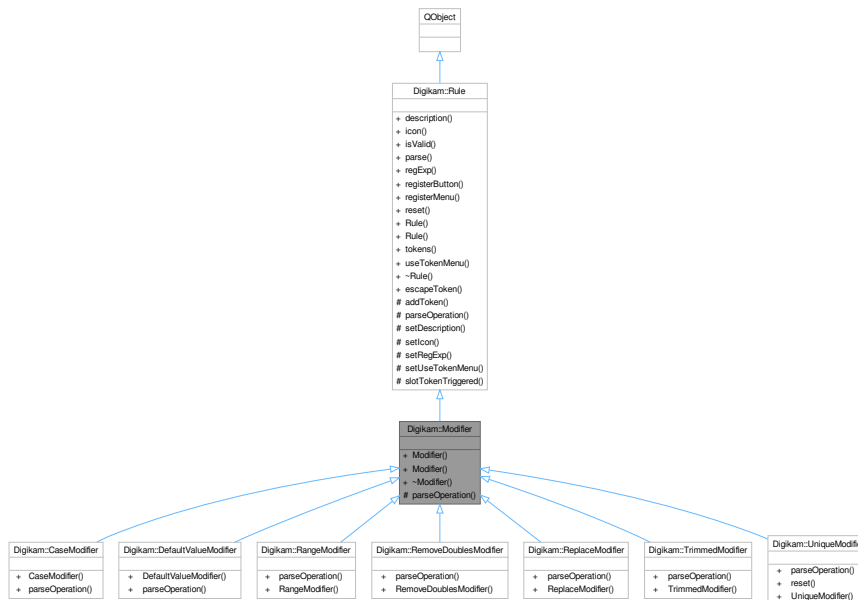 QObject
Digikam::Rule
+ description()
+ icon()
+ isValid()
+ parse()
+ regExp()
+ registerButton()
+ registerMenu()
+ reset()
+ Rule()
+ Rule()
+ tokens()
+ useTokenMenu()
+ ~Rule()
+ escapeToken()
# addToken()
# parseOperation()
# setDescription()
# setIcon()
# setRegExp()
# setUseTokenMenu()
# slotTokenTriggered()
Digikam::Modifier
+ Modifier()
+ Modifier()
+ ~Modifier()
# parseOperation()
Digikam::CaseModifier
+ CaseModifier()
+ parseOperation()
Digikam::DefaultValueModifier
+ DefaultValueModifier()
+ parseOperation()
Digikam::RangeModifier
+ parseOperation()
+ RangeModifier()
Digikam::RemoveDoublesModifier
+ parseOperation()
+ RemoveDoublesModifier()
Digikam::ReplaceModifier
+ parseOperation()
+ ReplaceModifier()
Digikam::TrimmedModifier
+ parseOperation()
+ TrimmedModifier()
Digikam::UniqueModifie
+ parseOperation()
+ reset()
+ UniqueModifier()